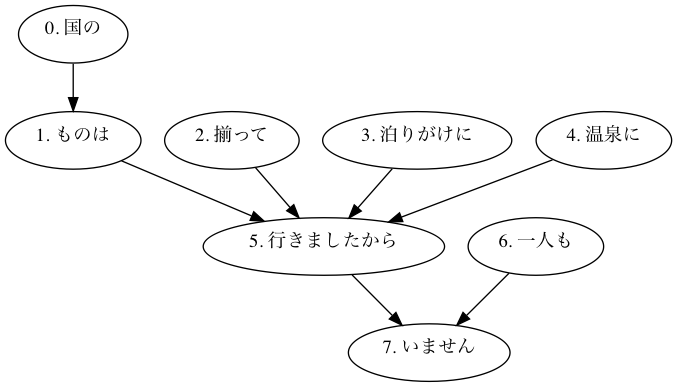 0. 国の
1. ものは
2. 揃って
3. 泊りがけに
4. 温泉に
5. 行きましたから
6. 一人も
7. いません